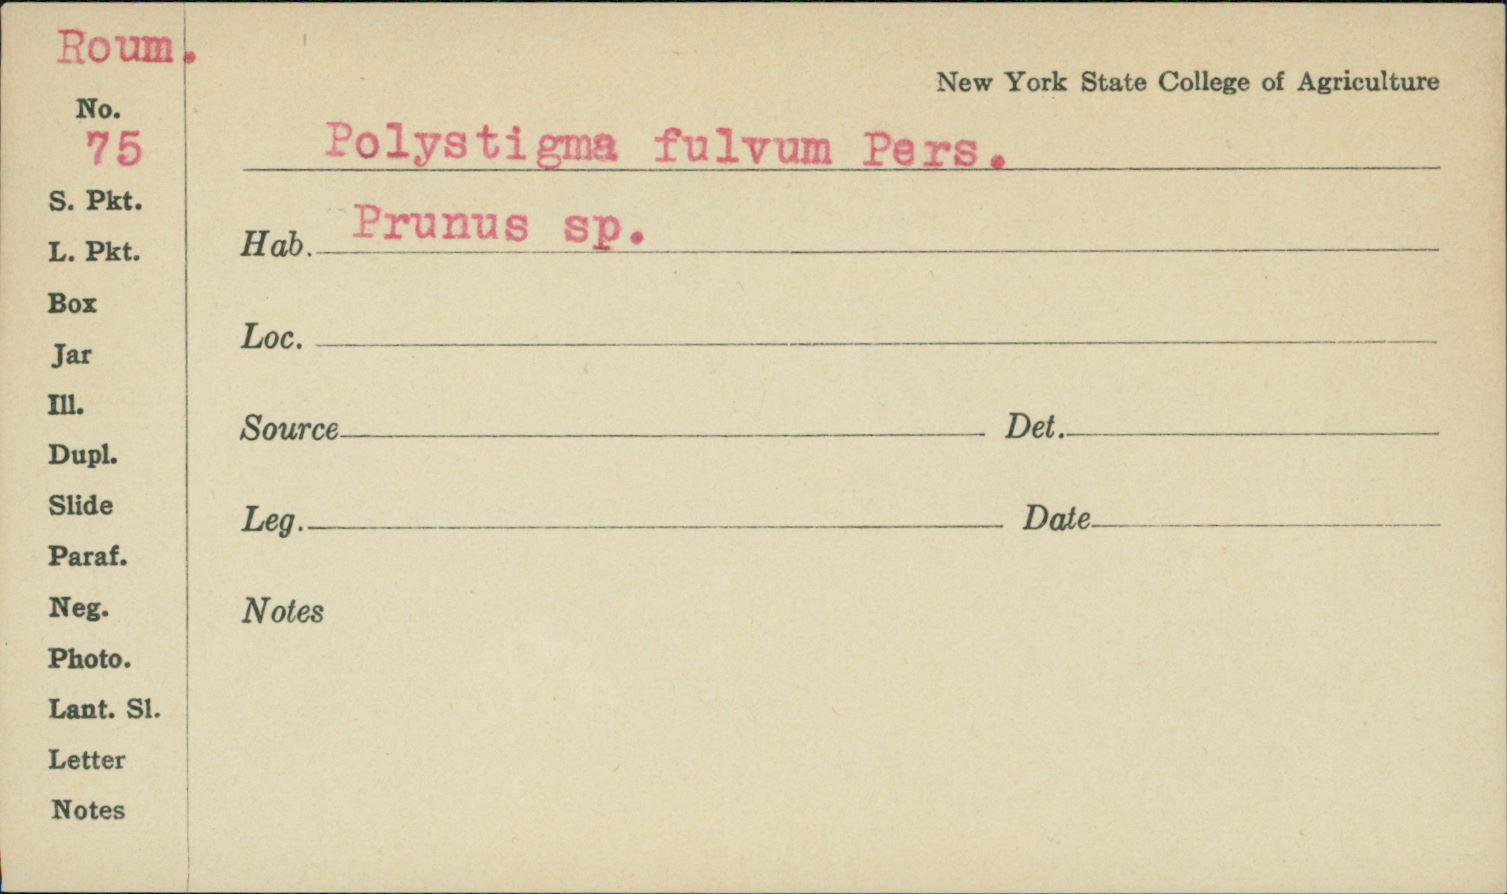 Roum.
New York State College of Agriculture
No.
75
Polystigma fulvum Pers.
S. Pkt.
Hab. Prunus sp.
L. Pkt.
Box
Loc.
Jar
Ill.
Source Det.
Dupl.
Slide
Leg. Date
Paraf.
Neg.
Notes
Photo.
Lant. Sl.
Letter
Notes